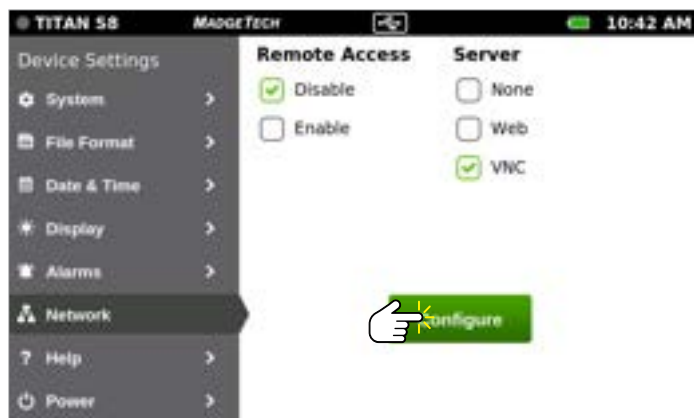 TITAN S8 MADGETECH 10:42 AM
Device Settings
System
File Format
Date & Time
Display
Alarms
Network
? Help
Power
Remote Access
Disable
Enable
Server
None
Web
VNC
onfigure